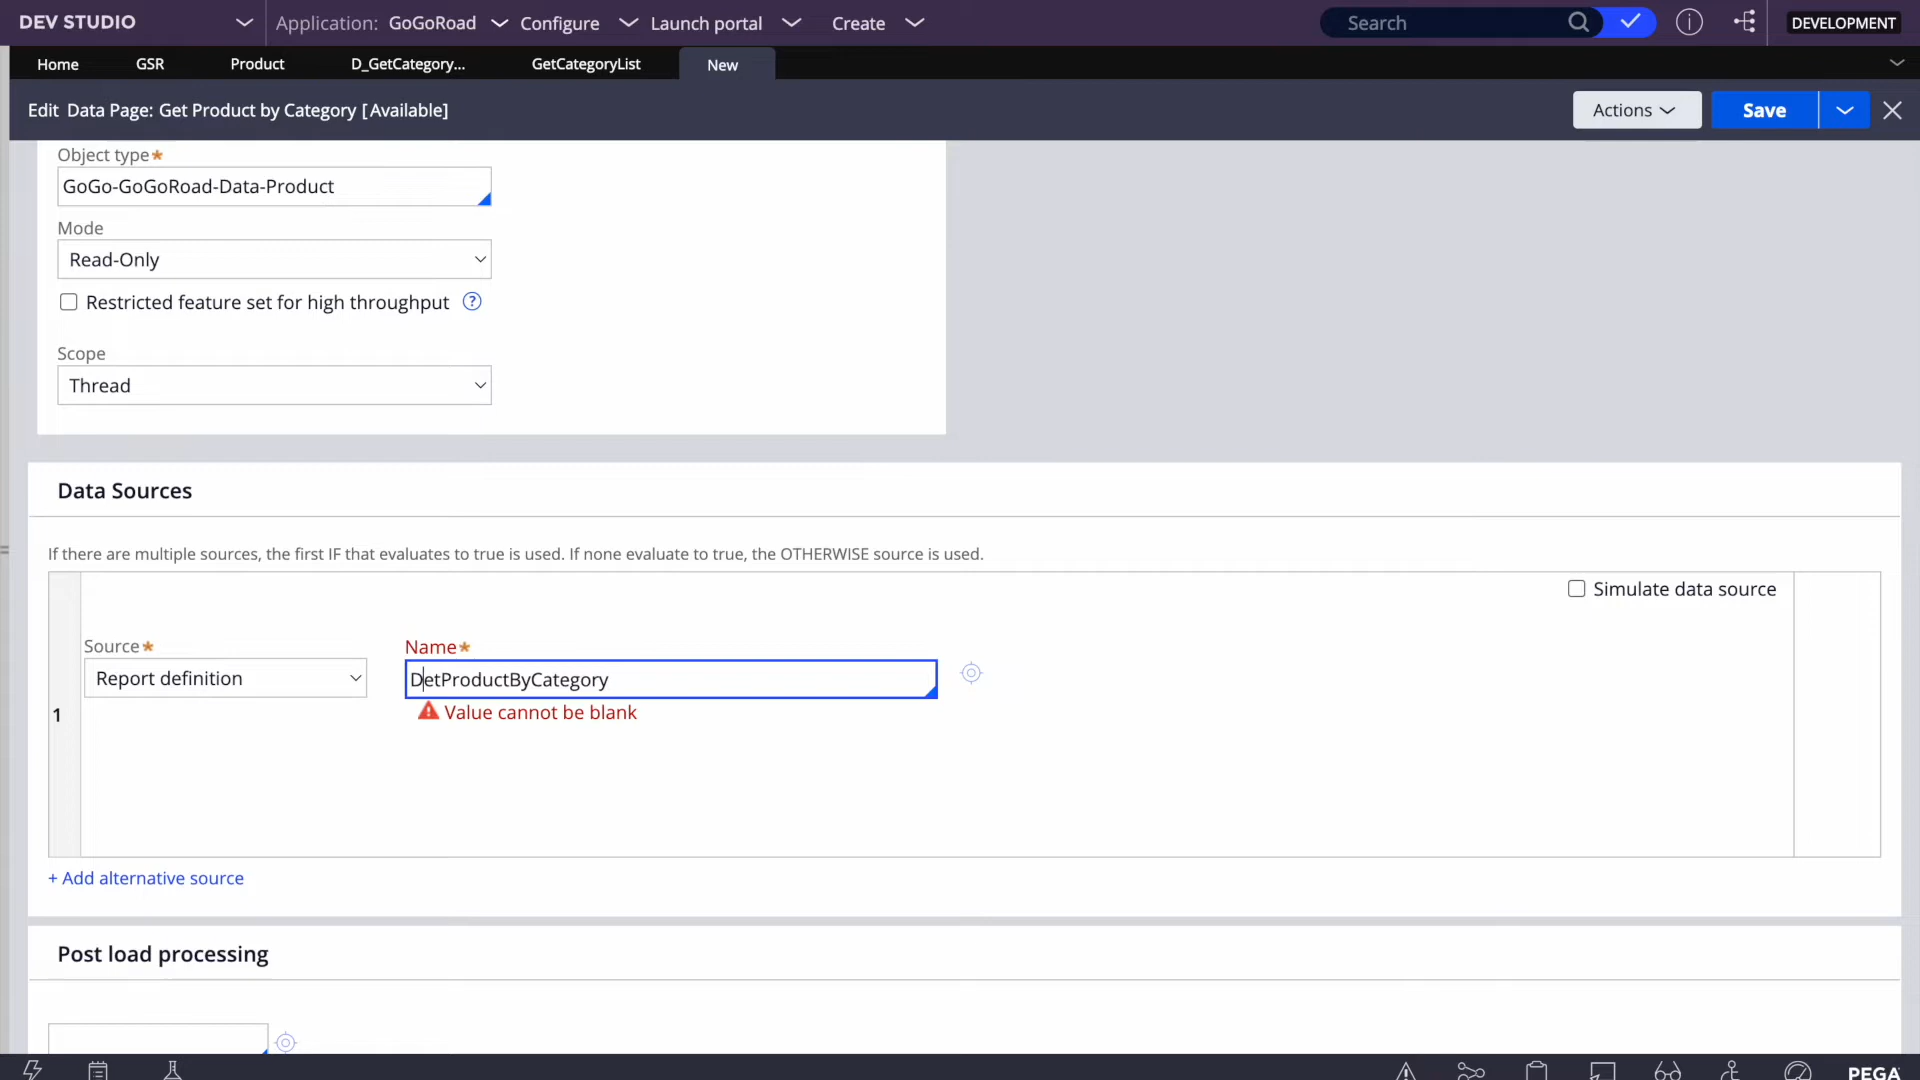 DEV STUDIO Application: GoGoRoad Configure Launch portal Create Search DEVELOPMENT
Home GSR Product D_GetCategory... GetCategoryList New
Edit Data Page: Get Product by Category [Available] Actions Save
Object type*
GoGo-GoGoRoad-Data-Product
Mode
Read-Only
Restricted feature set for high throughput ?
Scope
Thread
Data Sources
If there are multiple sources, the first IF that evaluates to true is used. If none evaluate to true, the OTHERWISE source is used.
Simulate data source
Source* Name*
Report definition DetProductByCategory
Value cannot be blank
1
+ Add alternative source
Post load processing
PEGA